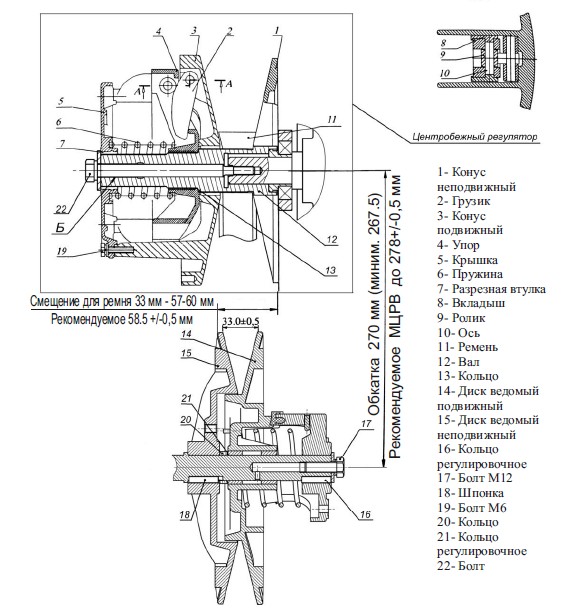 4
3
2
1
А
А
5
6
7
11
22
Б
19
12
13
8
9
10
Центробежный регулятор
Смещение для ремня 33 мм - 57-60 мм
Рекомендуемое 58.5 +/-0,5 мм
33.0±0,5
14
15
21
20
17
18
16
Обкатка 270 мм (миним. 267.5)
Рекомендуемое МЦРВ до 278+/-0,5 мм
1- Конус
неподвижный
2- Грузик
3- Конус
подвижный
4- Упор
5- Крышка
6- Пружина
7- Разрезная втулка
8- Вкладыш
9- Ролик
10- Ось
11- Ремень
12- Вал
13- Кольцо
14- Диск ведомый
подвижный
15- Диск ведомый
неподвижный
16- Кольцо
регулировочное
17- Болт М12
18- Шпонка
19- Болт М6
20- Кольцо
21- Кольцо
регулировочное
22- Болт